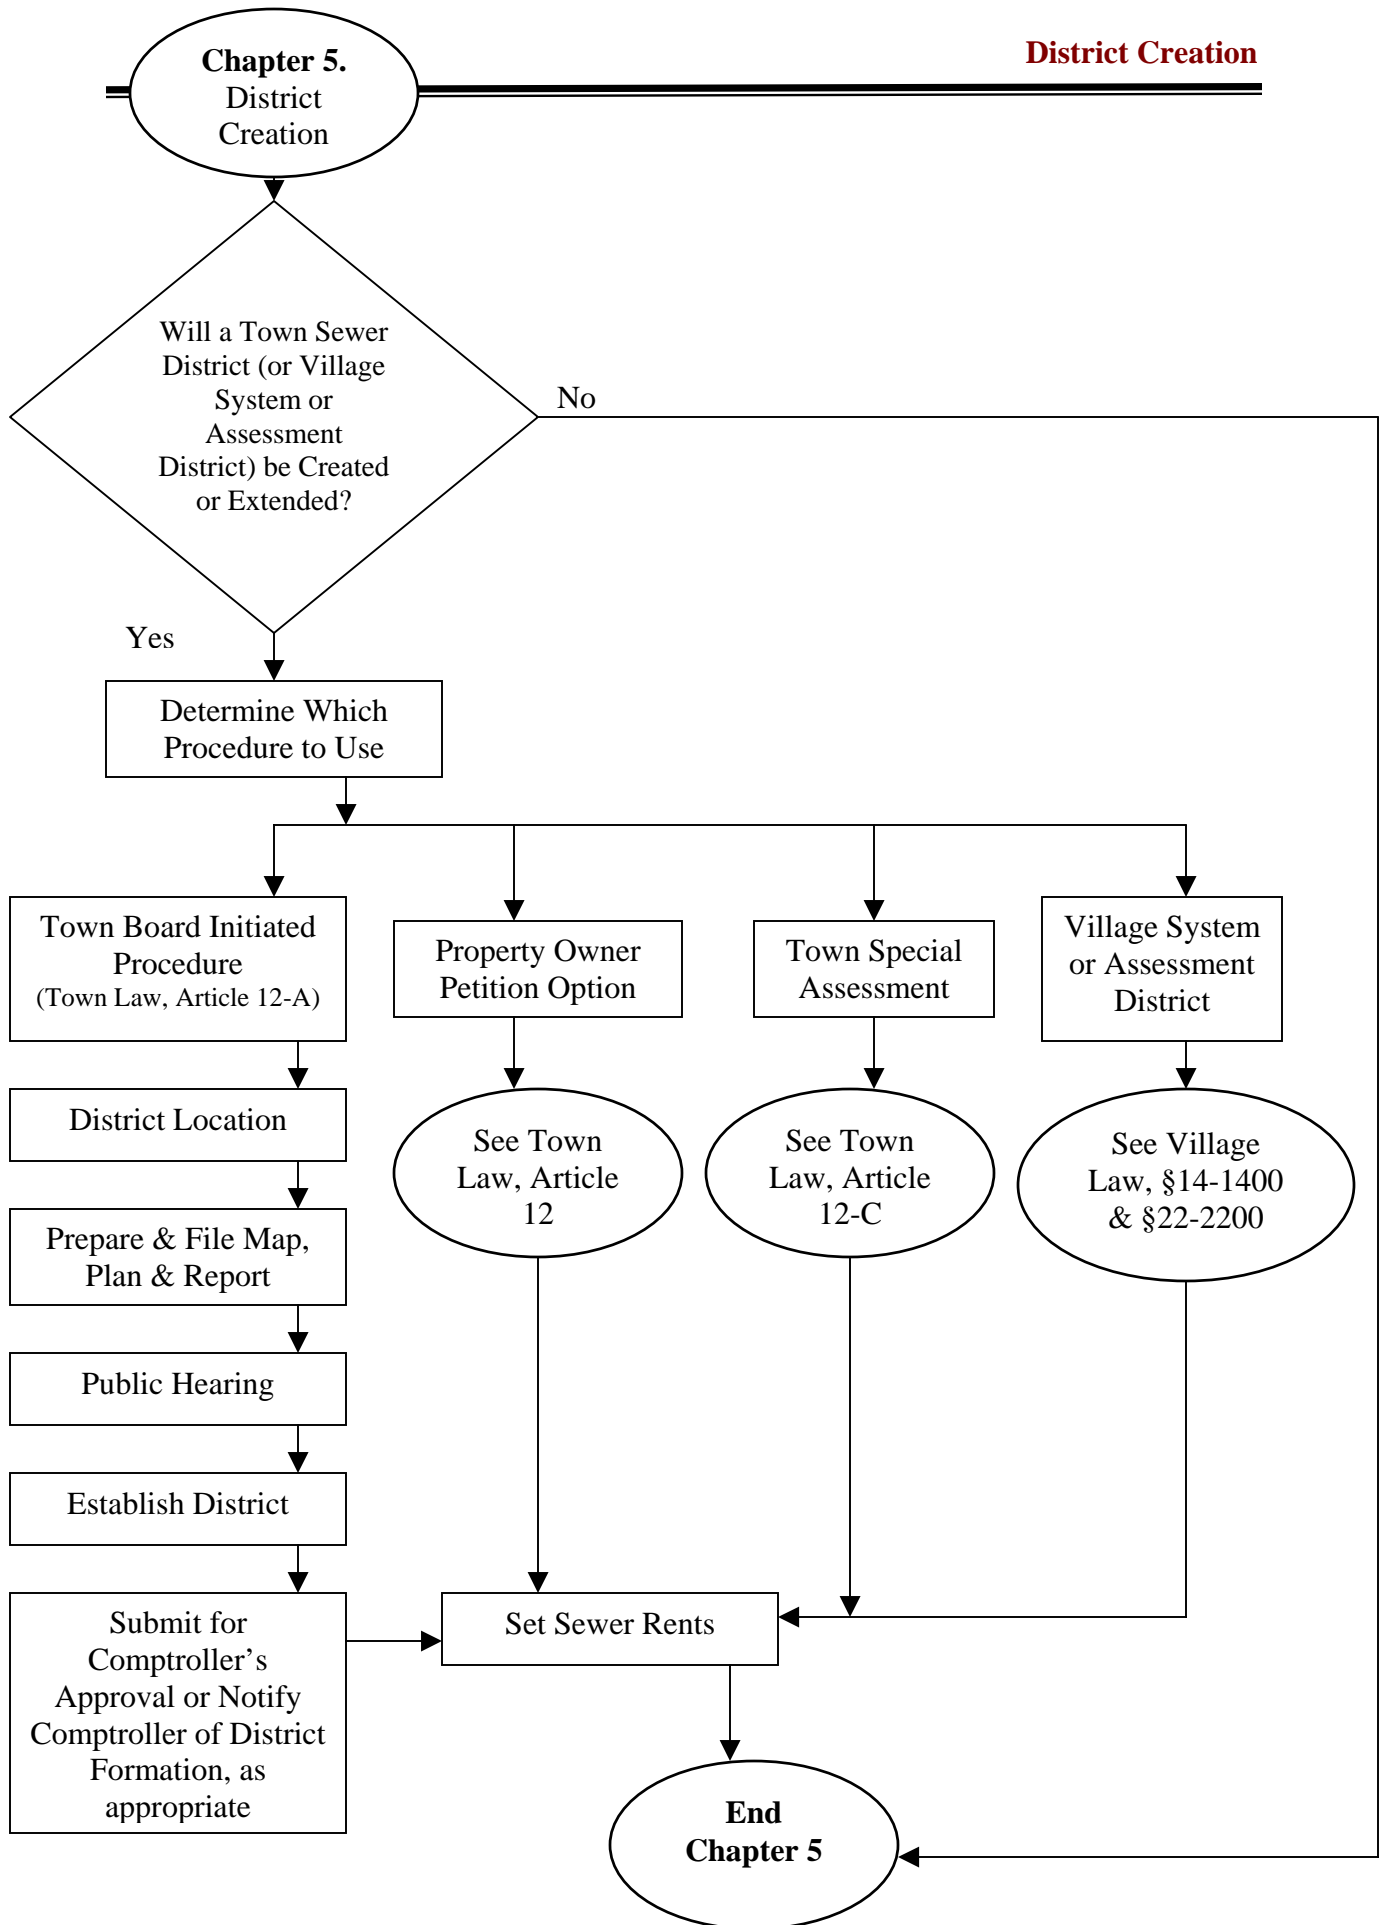 District Creation
Chapter 5.
District
Creation
Will a Town Sewer
District (or Village
System or
Assessment
District) be Created
or Extended?
No
Yes
Determine Which
Procedure to Use
Town Board Initiated
Procedure
(Town Law, Article 12-A)
Property Owner
Petition Option
Town Special
Assessment
Village System
or Assessment
District
District Location
See Town
Law, Article
12
See Town
Law, Article
12-C
See Village
Law, §14-1400
& §22-2200
Prepare & File Map,
Plan & Report
Public Hearing
Establish District
Submit for
Comptroller’s
Approval or Notify
Comptroller of District
Formation, as
appropriate
Set Sewer Rents
End
Chapter 5